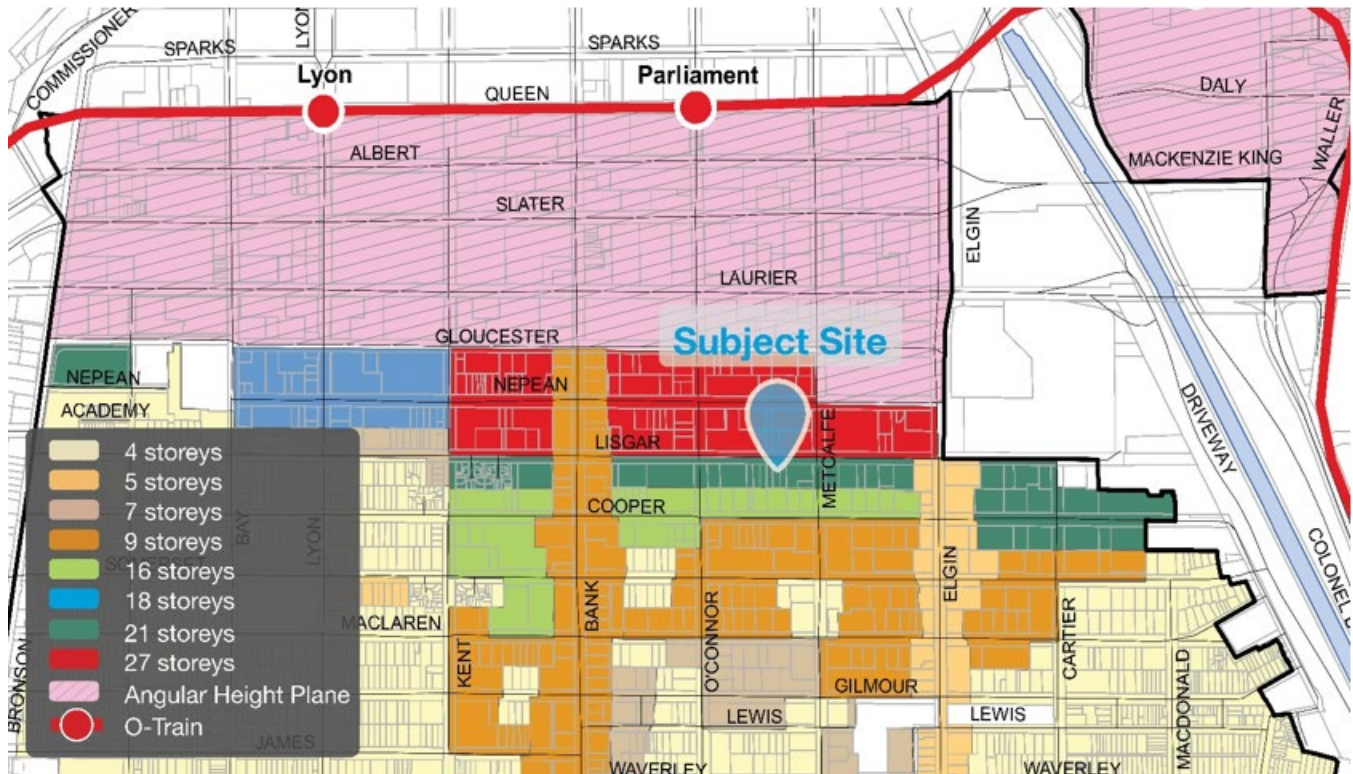 COMMISSIONER
SPARKS
LYON
SPARKS
Lyon
Parliament
QUEEN
DALY
WALLER
ALBERT
MACKENZIE KING
SLATER
ELGIN
LAURIER
GLOUCESTER
Subject Site
NEPEAN
NEPEAN
ACADEMY
DRIVEWAY
METCALFE
LISGAR
4 storeys
5 storeys
7 storeys
9 storeys
16 storeys
18 storeys
21 storeys
27 storeys
Angular Height Plane
O-Train
COOPER
BAY
LYON
SOMERSET
MACLAREN
KENT
BANK
O'CONNOR
ELGIN
CARTIER
BRONSON
GILMOUR
LEWIS
LEWIS
MACDONALD
JAMES
WAVERLEY
WAVERLEY